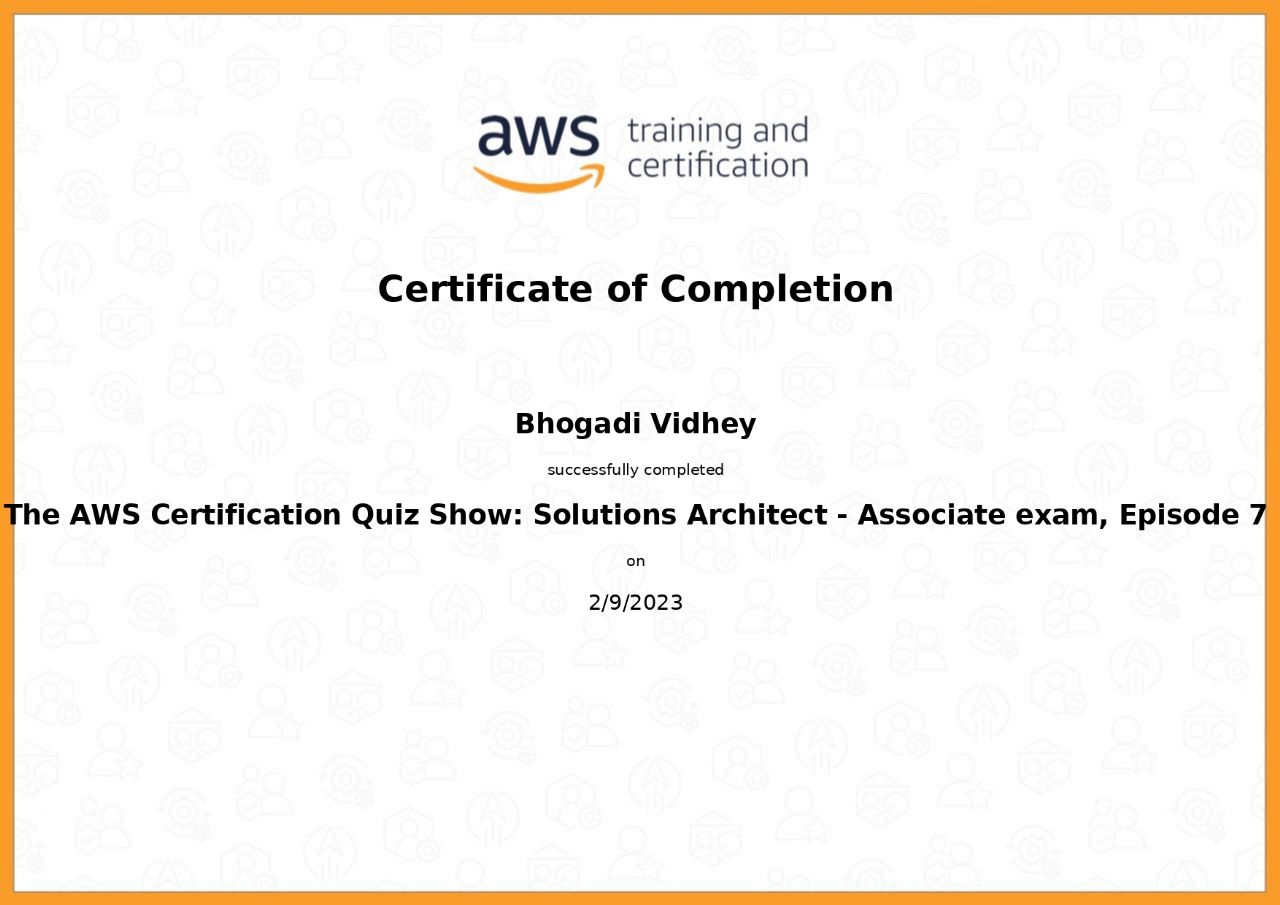 aws training and
certification
Certificate of Completion
Bhogadi Vidhey
successfully completed
The AWS Certification Quiz Show: Solutions Architect - Associate exam, Episode 7
on
2/9/2023